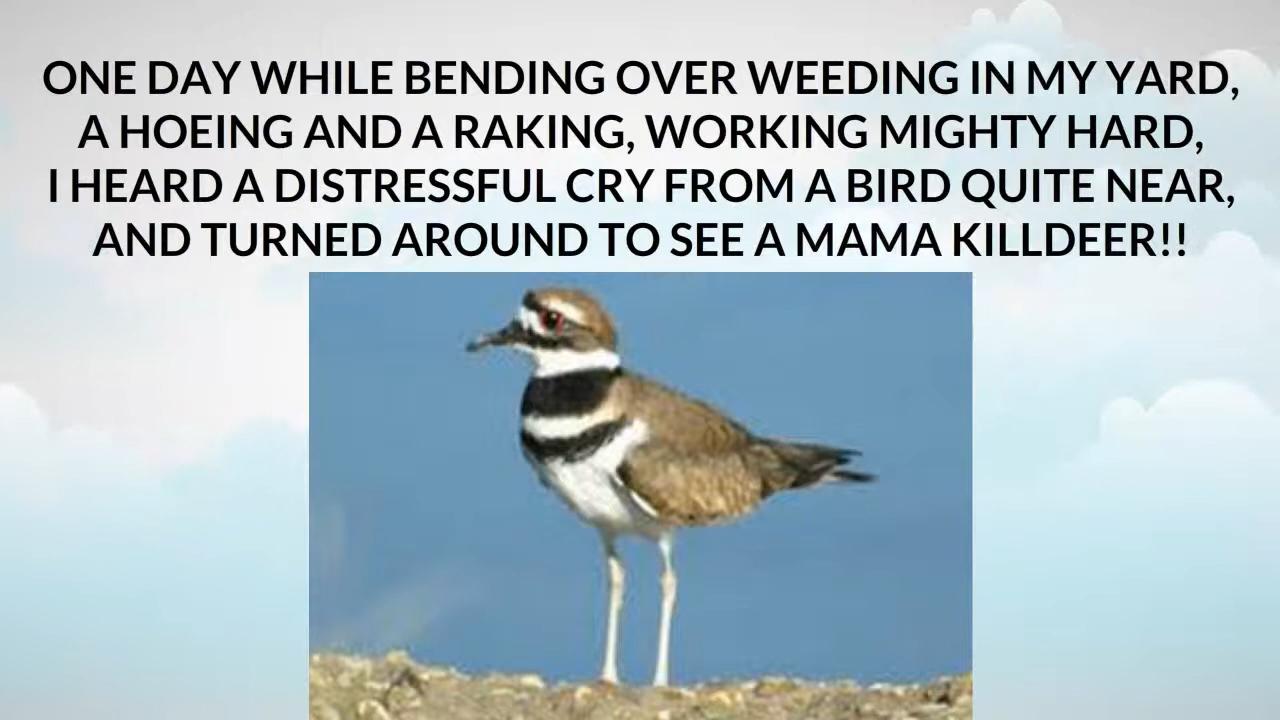 ONE DAY WHILE BENDING OVER WEEDING IN MY YARD,
A HOEING AND A RAKING, WORKING MIGHTY HARD,
I HEARD A DISTRESSFUL CRY FROM A BIRD QUITE NEAR,
AND TURNED AROUND TO SEE A MAMA KILLDEER!!